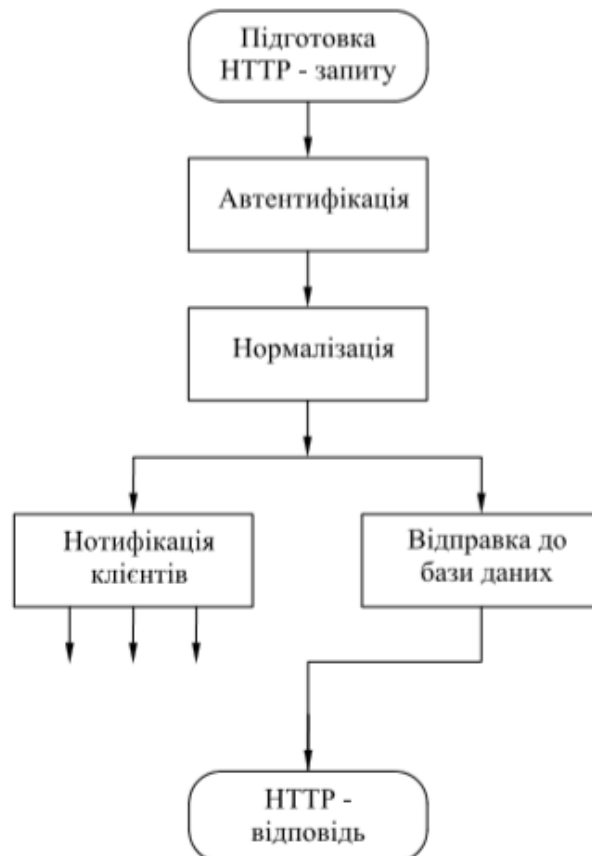 Підготовка
HTTP - запиту
Автентифікація
Нормалізація
Нотифікація
клієнтів
Відправка до
бази даних
HTTP -
відповідь